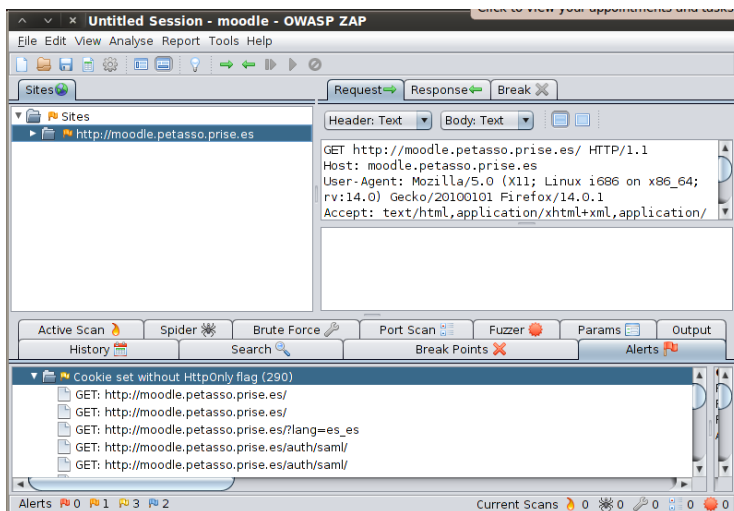 Click to view your appointments and tasks
Untitled Session - moodle - OWASP ZAP
File Edit View Analyse Report Tools Help
Sites
Request Response Break
Sites
http://moodle.petasso.prise.es
Header: Text Body: Text
GET http://moodle.petasso.prise.es/ HTTP/1.1
Host: moodle.petasso.prise.es
User-Agent: Mozilla/5.0 (X11; Linux i686 on x86_64;
rv:14.0) Gecko/20100101 Firefox/14.0.1
Accept: text/html,application/xhtml+xml,application/
Active Scan Spider Brute Force Port Scan Fuzzer Params Output
History Search Break Points Alerts
Cookie set without HttpOnly flag (290)
GET: http://moodle.petasso.prise.es/
GET: http://moodle.petasso.prise.es/
GET: http://moodle.petasso.prise.es/?lang=es_es
GET: http://moodle.petasso.prise.es/auth/saml/
GET: http://moodle.petasso.prise.es/auth/saml/
Alerts 0 1 3 2 Current Scans 0 0 0 0 0